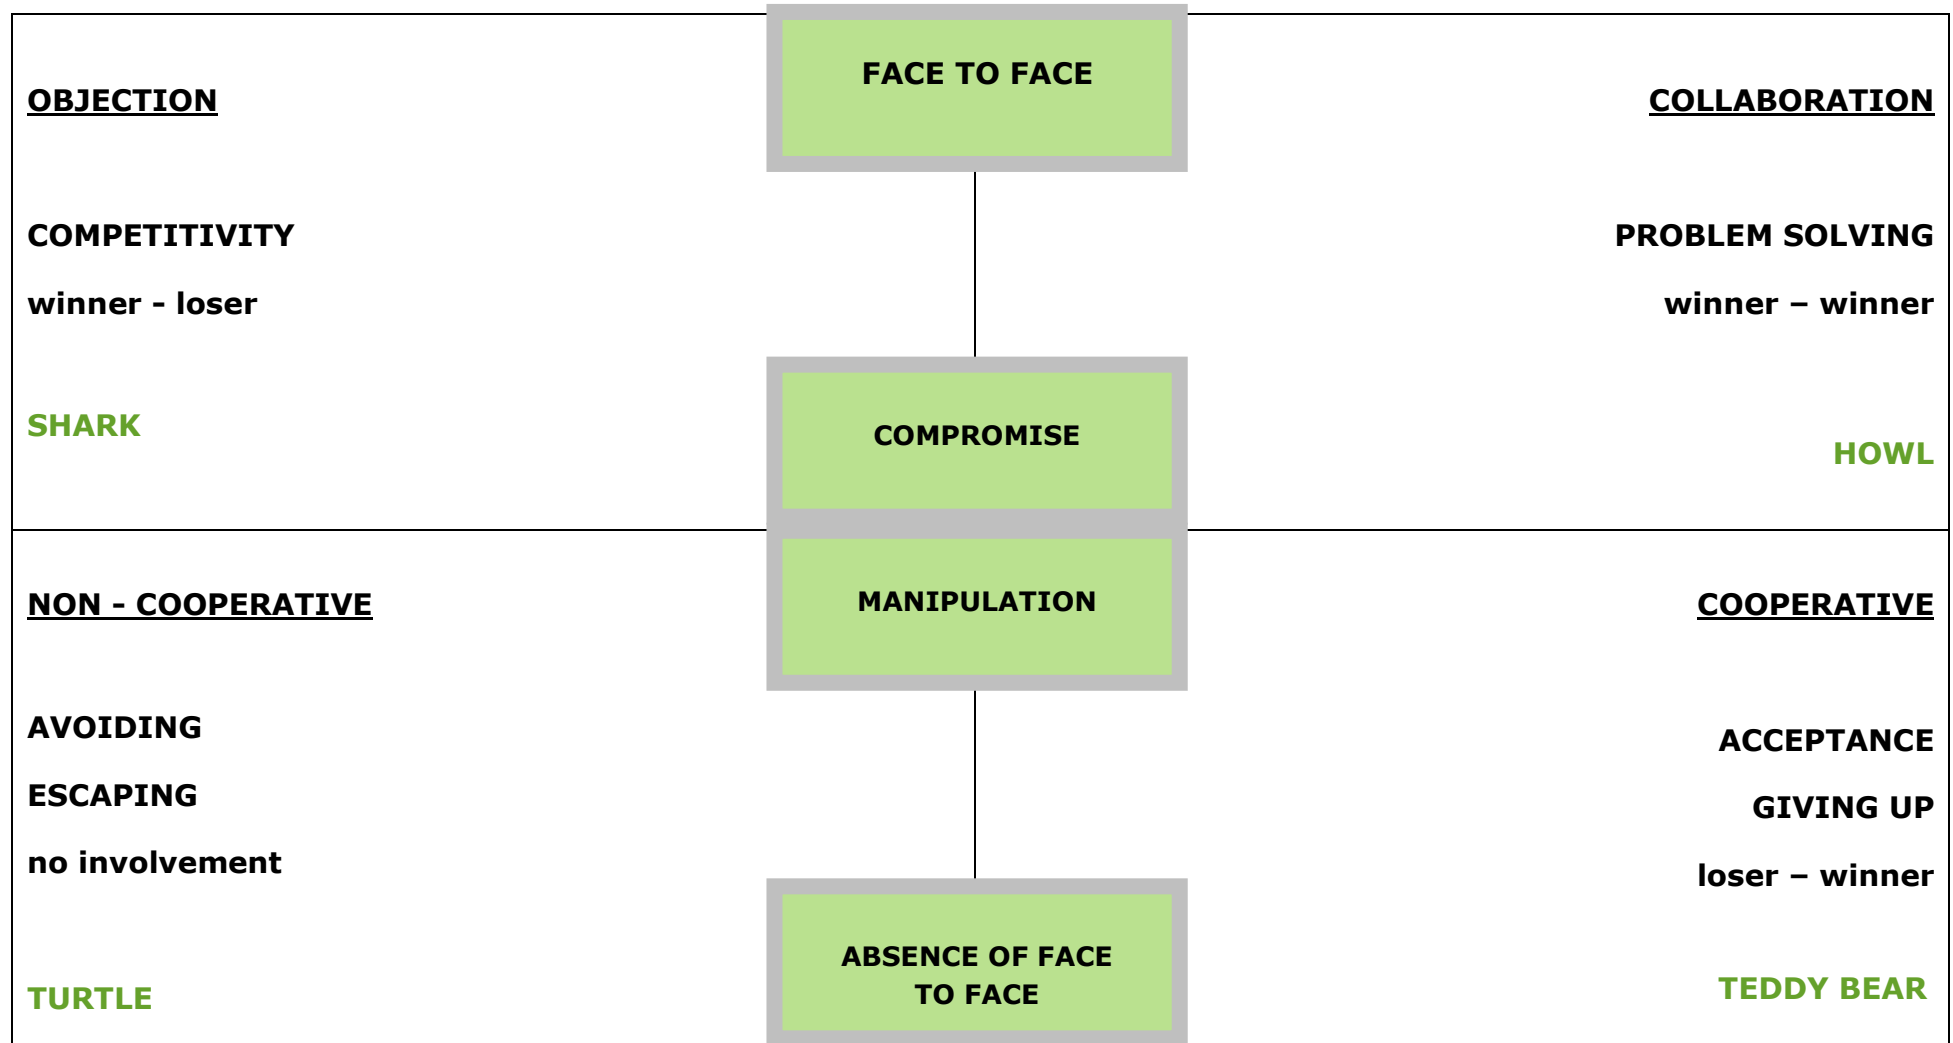 FACE TO FACE
OBJECTION
COLLABORATION
COMPETITIVITY
PROBLEM SOLVING
winner - loser
winner – winner
SHARK
COMPROMISE
HOWL
MANIPULATION
NON - COOPERATIVE
COOPERATIVE
AVOIDING
ACCEPTANCE
ESCAPING
GIVING UP
no involvement
loser – winner
ABSENCE OF FACE
TO FACE
TURTLE
TEDDY BEAR